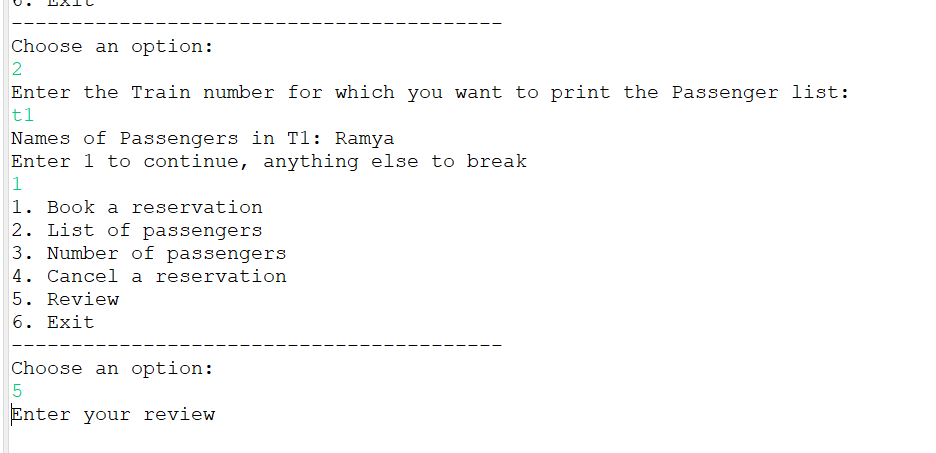 6. Exit
-----------------------------------------
Choose an option:
2
Enter the Train number for which you want to print the Passenger list:
t1
Names of Passengers in T1: Ramya
Enter 1 to continue, anything else to break
1
1. Book a reservation
2. List of passengers
3. Number of passengers
4. Cancel a reservation
5. Review
6. Exit
-----------------------------------------
Choose an option:
5
Enter your review